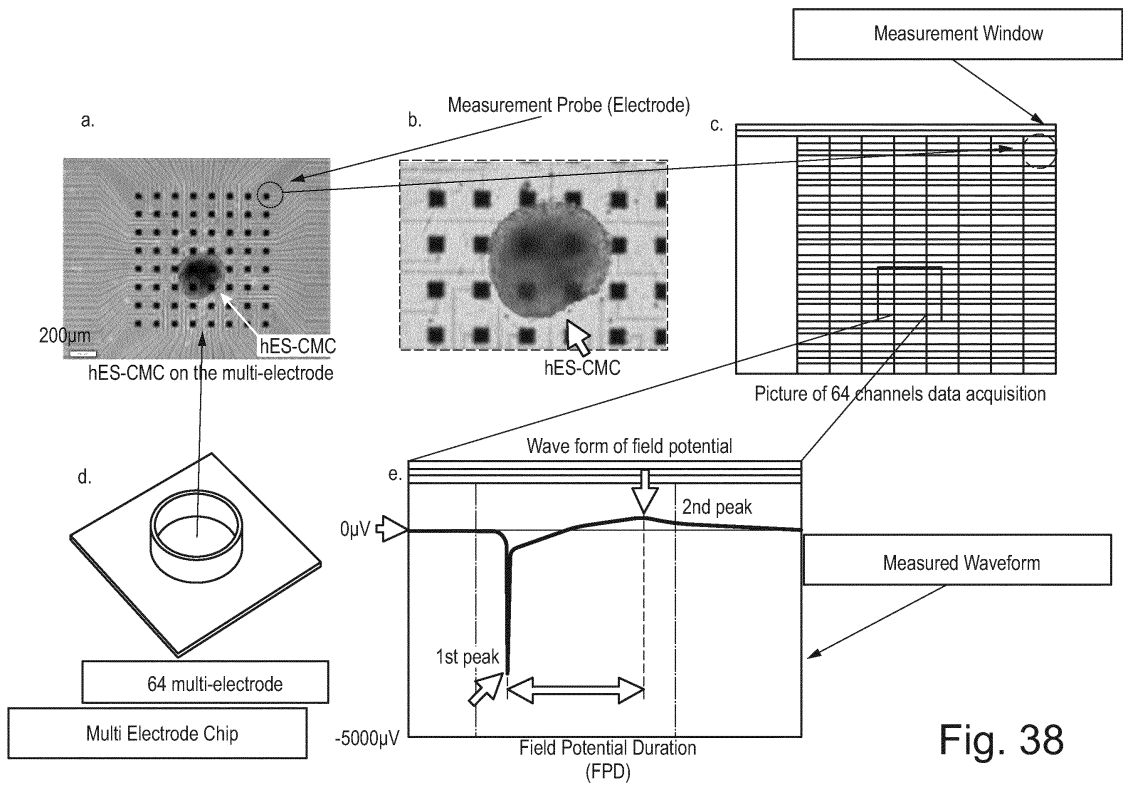 Measurement Window
Measurement Probe (Electrode)
a.
b.
c.
200µm
hES-CMC
hES-CMC on the multi-electrode
hES-CMC
Picture of 64 channels data acquisition
d.
e.
Wave form of field potential
2nd peak
0µV
Measured Waveform
1st peak
64 multi-electrode
Multi Electrode Chip
-5000µV
Field Potential Duration
(FPD)
Fig. 38